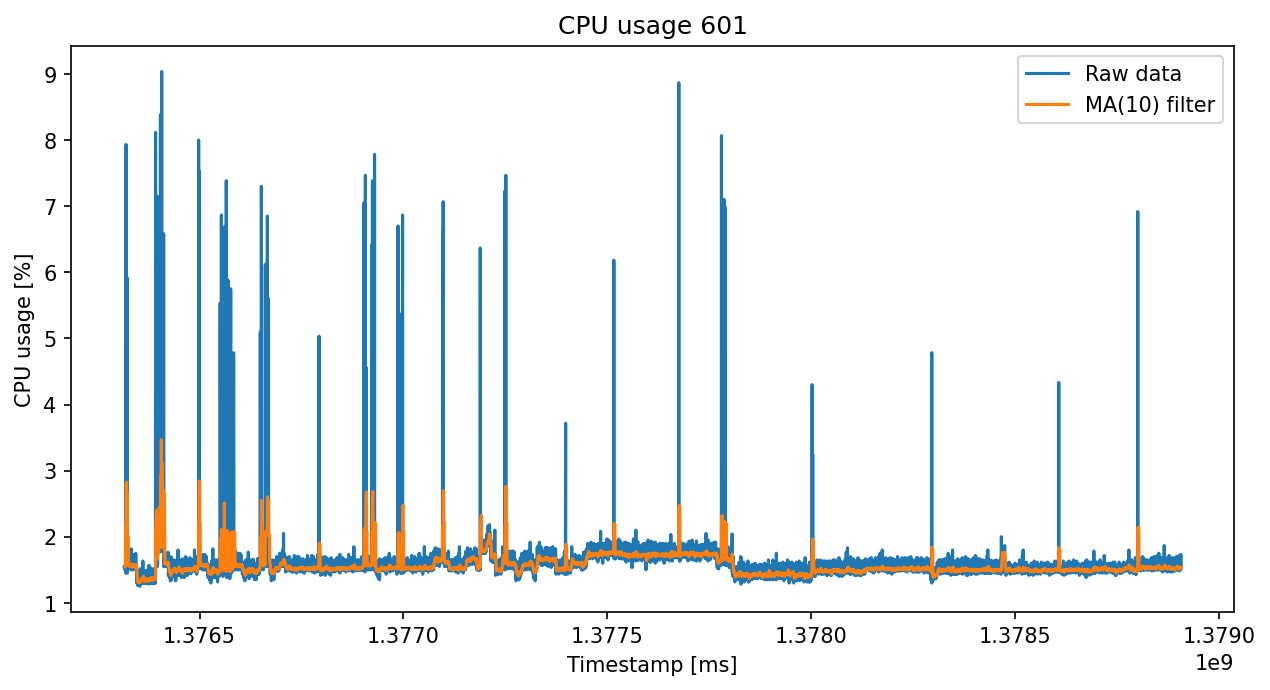 CPU usage 601
Raw data
MA(10) filter
CPU usage [%]
9
8
7
6
5
4
3
2
1
1.3765
1.3770
1.3775
1.3780
1.3785
1.3790
1e9
Timestamp [ms]